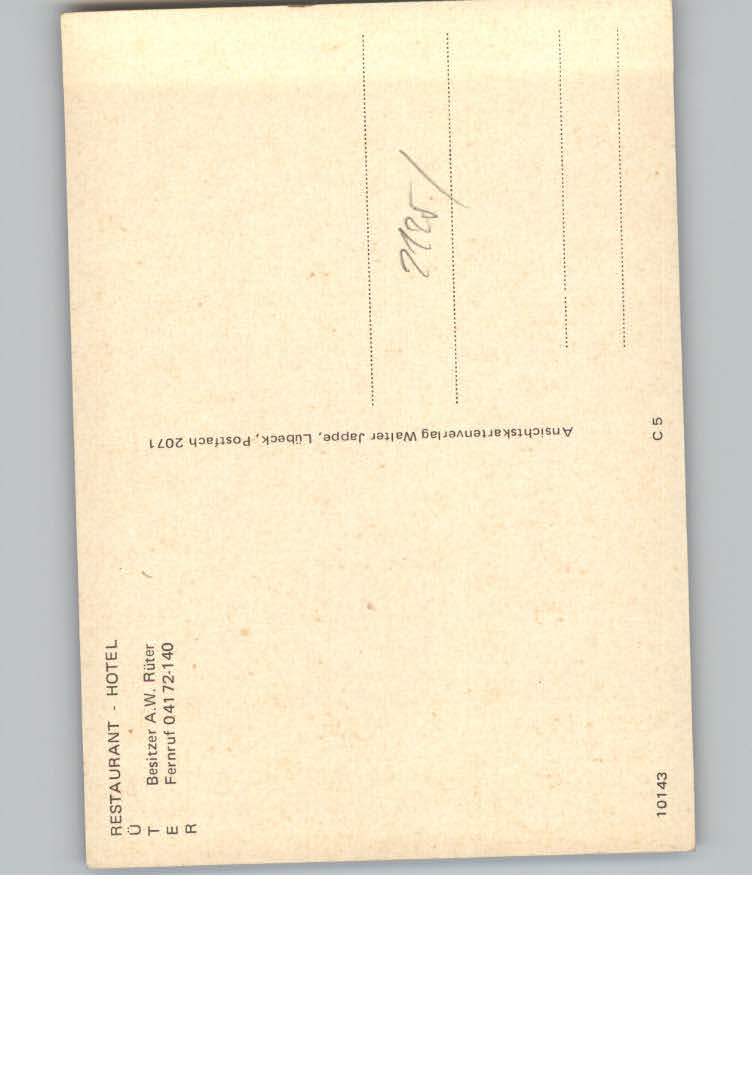 RESTAURANT - HOTEL
Ü
T Besitzer A.W. Rüter
E Fernruf 04172-140
R
Ansichtskartenverlag Walter Jappe, Lübeck, Postfach 2071
10143
C 5